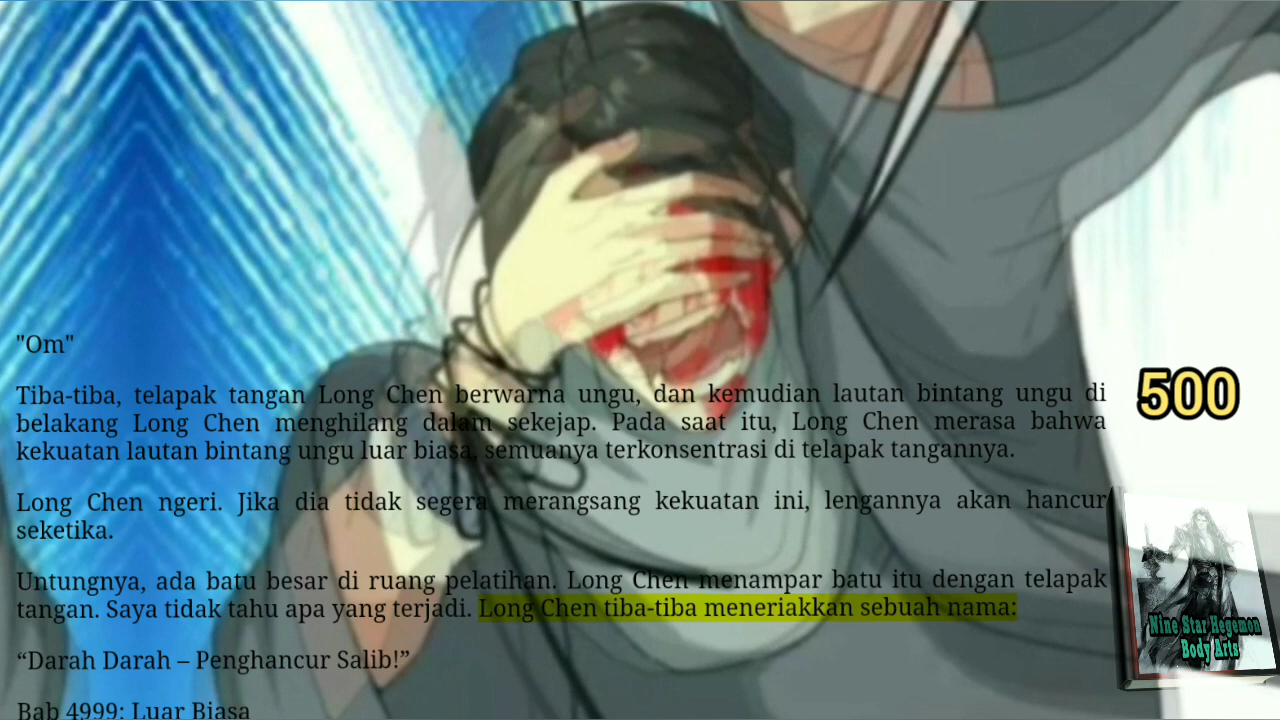 "Om"
Tiba-tiba, telapak tangan Long Chen berwarna ungu, dan kemudian lautan bintang ungu di
belakang Long Chen menghilang dalam sekejap. Pada saat itu, Long Chen merasa bahwa
kekuatan lautan bintang ungu luar biasa, semuanya terkonsentrasi di telapak tangannya.
Long Chen ngeri. Jika dia tidak segera merangsang kekuatan ini, lengannya akan hancur
seketika.
Untungnya, ada batu besar di ruang pelatihan. Long Chen menampar batu itu dengan telapak
tangan. Saya tidak tahu apa yang terjadi. Long Chen tiba-tiba meneriakkan sebuah nama:
“Darah Darah – Penghancur Salib!”
Bab 4999: Luar Biasa
500
Nine Star Hegemon
Body Arts